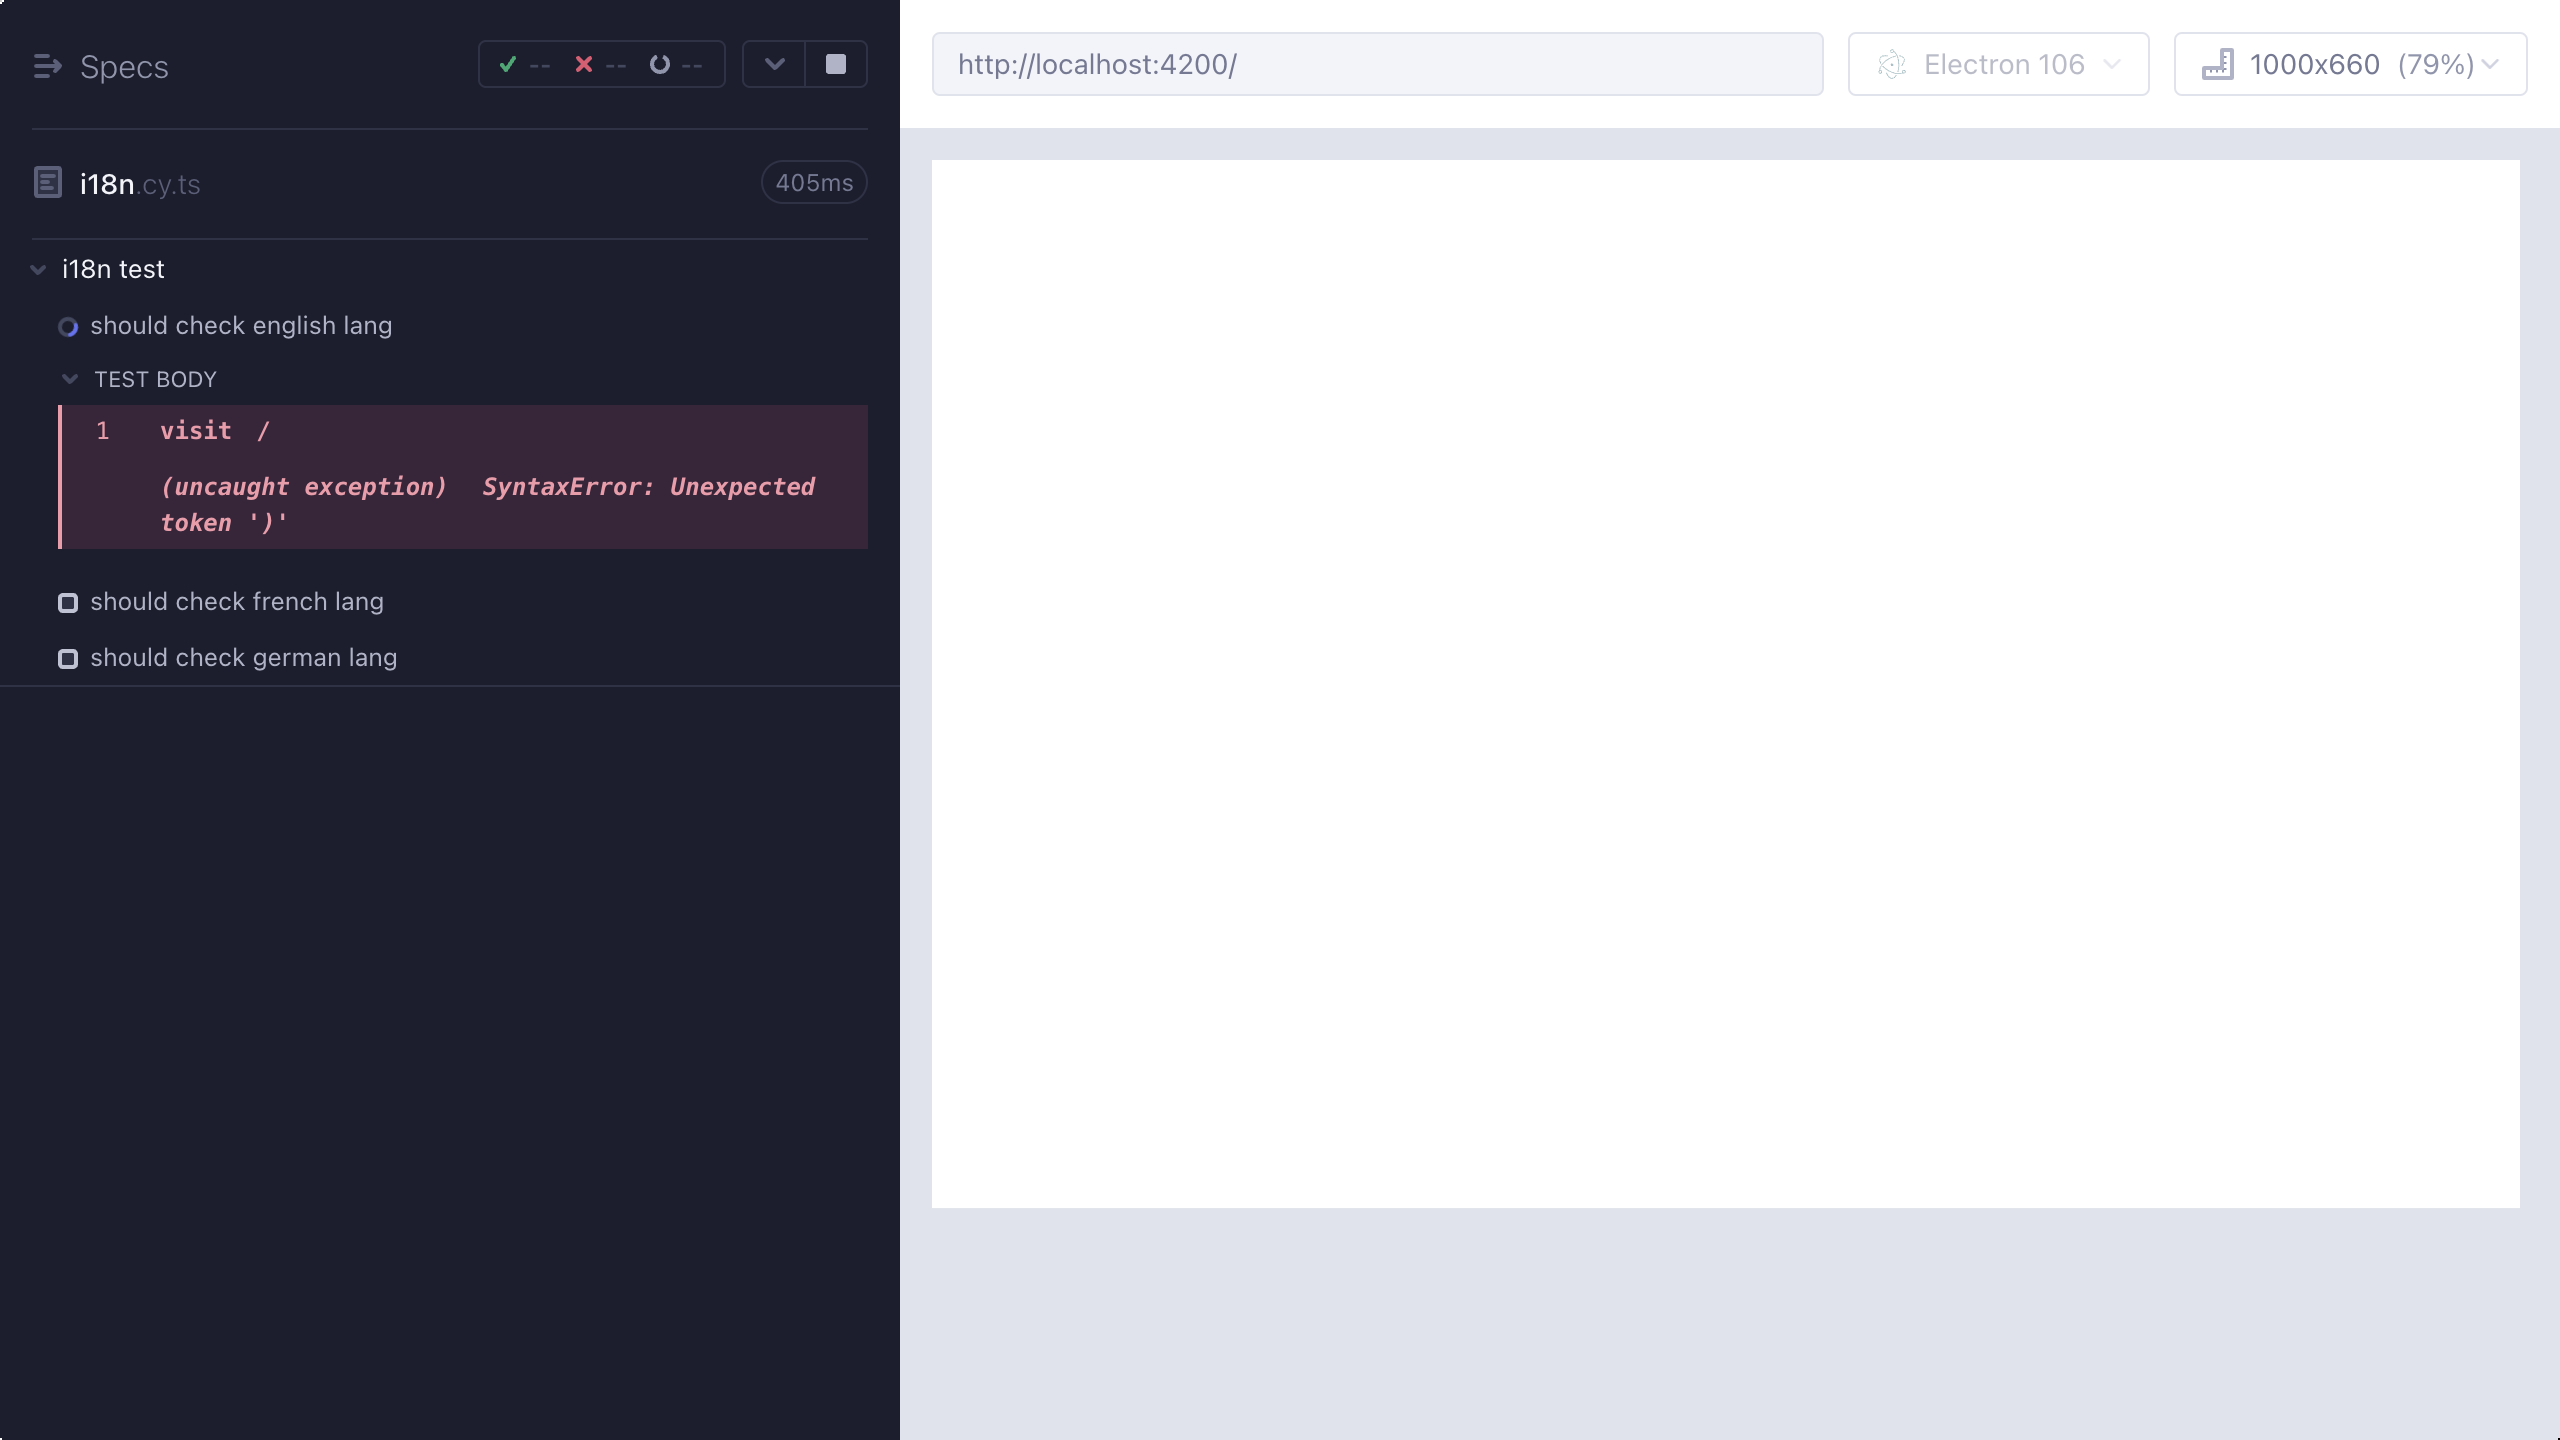 Specs -- -- --
http://localhost:4200/ Electron 106 1000x660 (79%)
i18n.cy.ts 405ms
i18n test
should check english lang
TEST BODY
1 visit /
(uncaught exception) SyntaxError: Unexpected
token ')'
should check french lang
should check german lang